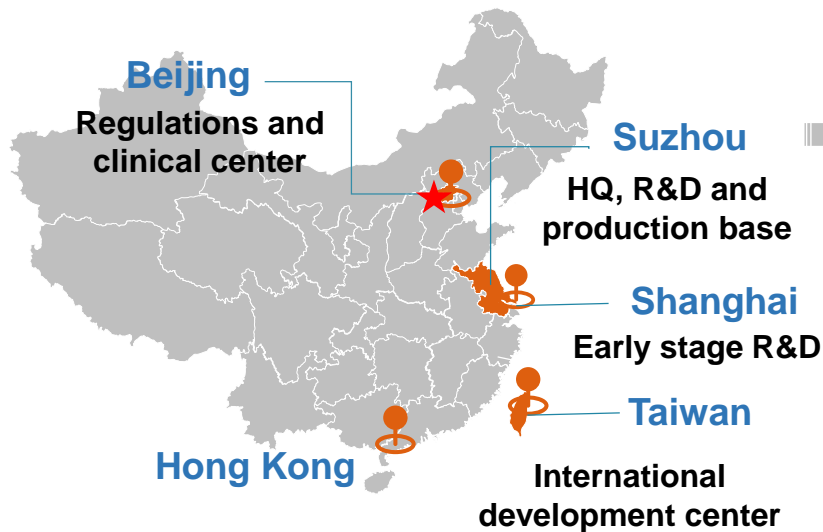 Beijing
Regulations and
clinical center
Suzhou
HQ, R&D and
production base
Shanghai
Early stage R&D
Taiwan
Hong Kong
International
development center